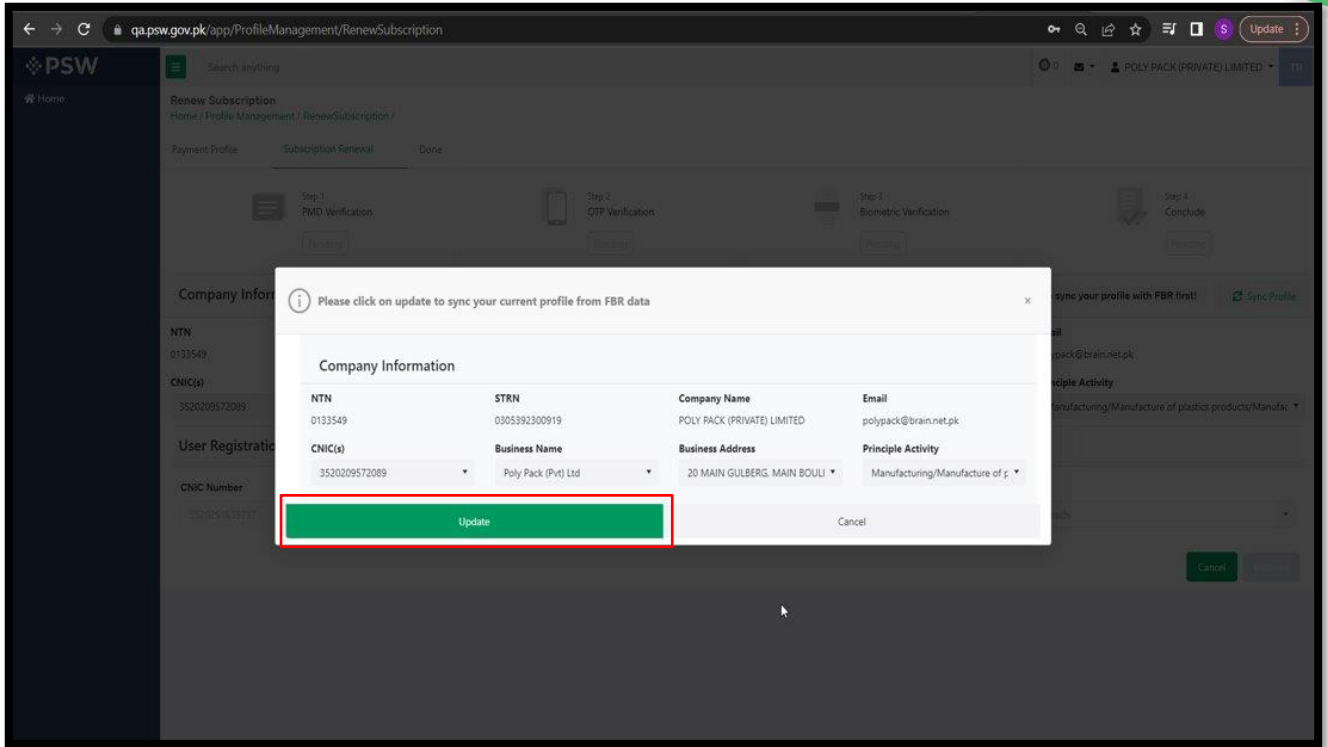 qa.psw.gov.pk/app/ProfileManagement/RenewSubscription
S
Update
PSW
Search anything
0
POLY PACK (PRIVATE) LIMITED
Home
Renew Subscription
Home / Profile Management / RenewSubscription /
Payment Profile Subscription Renewal Done
Step 1 Step 2 Step 3 Step 4
PMD Verification OTP Verification Biometric Verification Conclude
Pending Pending Pending Pending
Company Infor
sync your profile with FBR first! Sync Profile
Please click on update to sync your current profile from FBR data
×
NTN
0133549
CNIC(s)
3520209572089
User Registratio
CNIC Number
Company Information
NTN STRN Company Name Email
0133549 0305392300919 POLY PACK (PRIVATE) LIMITED polypack@brain.net.pk
CNIC(s) Business Name Business Address Principle Activity
3520209572089 Poly Pack (Pvt) Ltd 20 MAIN GULBERG, MAIN BOULI Manufacturing/Manufacture of p
Update Cancel
ail
ypack@brain.net.pk
nciple Activity
anufacturing/Manufacture of plastics products/Manufac
Cancel